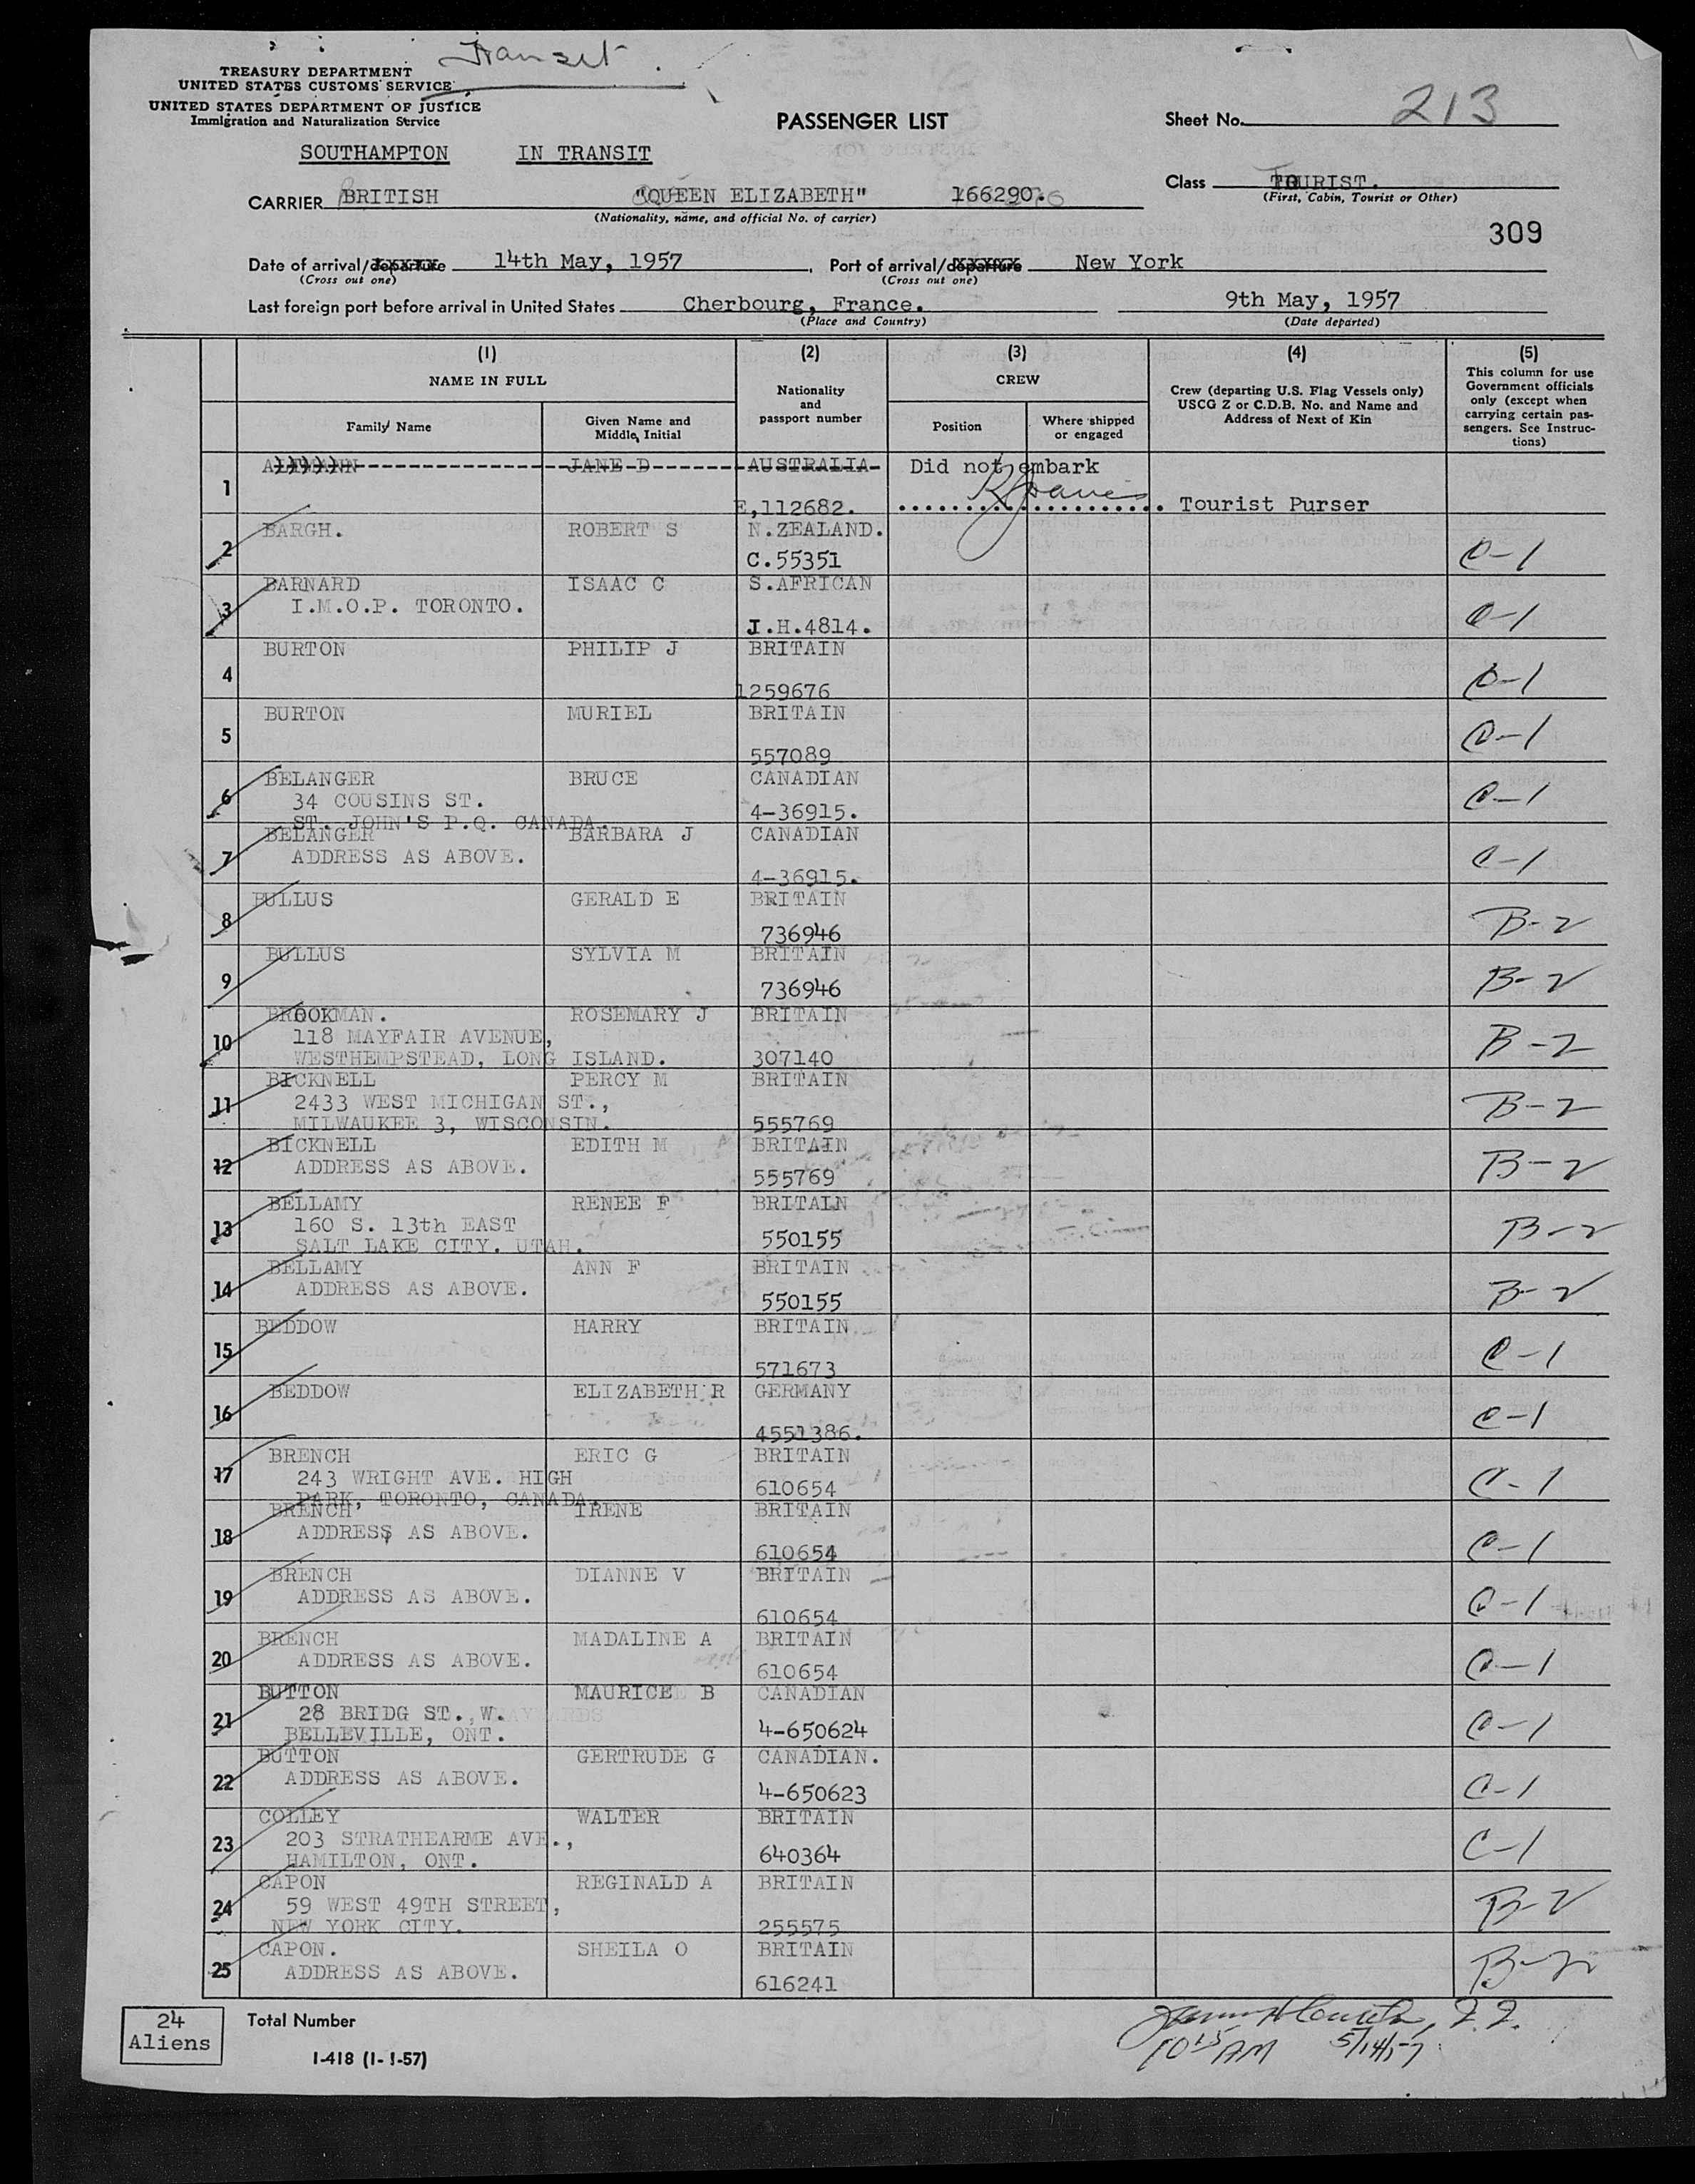 Transit
TREASURY DEPARTMENT
UNITED STATES CUSTOMS SERVICE
UNITED STATES DEPARTMENT OF JUSTICE
Immigration and Naturalization Service
PASSENGER LIST
Sheet No. 213
SOUTHAMPTON IN TRANSIT
Class TOURIST.
(First, Cabin, Tourist or Other)
CARRIER BRITISH "QUEEN ELIZABETH" 166290.
(Nationality, name, and official No. of carrier)
309
Date of arrival/departure 14th May, 1957, Port of arrival/departure New York
(Cross out one) (Cross out one)
Last foreign port before arrival in United States Cherbourg, France. 9th May, 1957
(Place and Country) (Date departed)
(1) (2) (3) (4) (5)
NAME IN FULL
Nationality and passport number
CREW
Crew (departing U.S. Flag Vessels only) USCG Z or C.D.B. No. and Name and Address of Next of Kin
This column for use Government officials only (except when carrying certain passengers. See Instructions)
Family Name
Given Name and Middle Initial
Position
Where shipped or engaged
1 JANE D AUSTRALIA Did not embark
E,112682. Tourist Purser
2 BARGH. ROBERT S N.ZEALAND.
C.55351 C-1
3 BARNARD ISAAC C S.AFRICAN
I.M.O.P. TORONTO.
J.H.4814. C-1
4 BURTON PHILIP J BRITAIN
1259676 C-1
5 BURTON MURIEL BRITAIN
557089 C-1
6 BELANGER BRUCE CANADIAN
34 COUSINS ST. 4-36915. C-1
ST. JOHN'S P.Q. CANADA.
7 BELANGER BARBARA J CANADIAN
ADDRESS AS ABOVE. C-1
4-36915.
8 BULLUS GERALD E BRITAIN
736946 B-2
9 BULLUS SYLVIA M BRITAIN
736946 B-2
10 BROOKMAN. ROSEMARY J BRITAIN
118 MAYFAIR AVENUE, B-2
WESTHEMPSTEAD, LONG ISLAND. 307140
11 BICKNELL PERCY M BRITAIN
2433 WEST MICHIGAN ST., B-2
MILWAUKEE 3, WISCONSIN. 555769
12 BICKNELL EDITH M BRITAIN
ADDRESS AS ABOVE. 555769 B-2
13 BELLAMY RENEE F BRITAIN
160 S. 13th EAST B-2
SALT LAKE CITY. UTAH. 550155
14 BELLAMY ANN F BRITAIN
ADDRESS AS ABOVE. 550155 B-2
15 BEDDOW HARRY BRITAIN
571673 C-1
16 BEDDOW ELIZABETH R GERMANY
4551386. C-1
17 BRENCH ERIC G BRITAIN
243 WRIGHT AVE. HIGH 610654 C-1
PARK, TORONTO, CANADA.
18 BRENCH IRENE BRITAIN
ADDRESS AS ABOVE. 610654 C-1
19 BRENCH DIANNE V BRITAIN
ADDRESS AS ABOVE. 610654 C-1
20 BRENCH MADALINE A BRITAIN
ADDRESS AS ABOVE. 610654 C-1
21 BUTTON MAURICE B CANADIAN
28 BRIDG ST., W. 4-650624 C-1
BELLEVILLE, ONT.
22 BUTTON GERTRUDE G CANADIAN.
ADDRESS AS ABOVE. 4-650623 C-1
23 COLLEY WALTER BRITAIN
203 STRATHEARME AVE., C-1
HAMILTON, ONT. 640364
24 CAPON REGINALD A BRITAIN
59 WEST 49TH STREET, B-2
NEW YORK CITY. 255575
25 CAPON. SHEILA O BRITAIN
ADDRESS AS ABOVE. 616241 B-2
24 Aliens
Total Number
I-418 (1-1-57)
10 15 AM 5/14/57